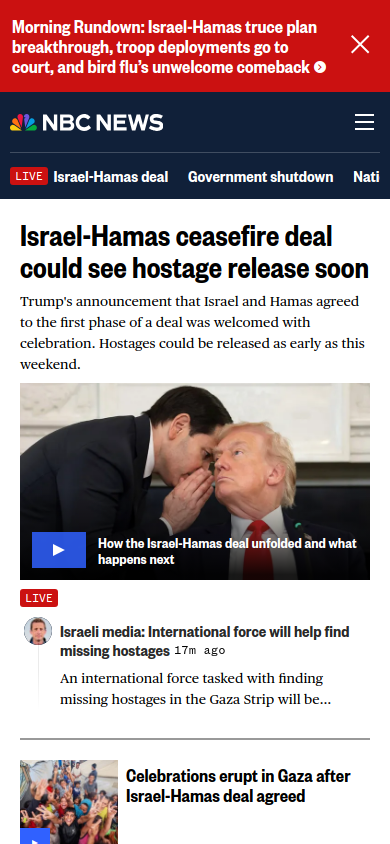 Morning Rundown: Israel-Hamas truce plan
breakthrough, troop deployments go to
court, and bird flu's unwelcome comeback
NBC NEWS
LIVE Israel-Hamas deal Government shutdown Nati
Israel-Hamas ceasefire deal
could see hostage release soon
Trump's announcement that Israel and Hamas agreed
to the first phase of a deal was welcomed with
celebration. Hostages could be released as early as this
weekend.
How the Israel-Hamas deal unfolded and what
happens next
LIVE
Israeli media: International force will help find
missing hostages 17m ago
An international force tasked with finding
missing hostages in the Gaza Strip will be...
Celebrations erupt in Gaza after
Israel-Hamas deal agreed